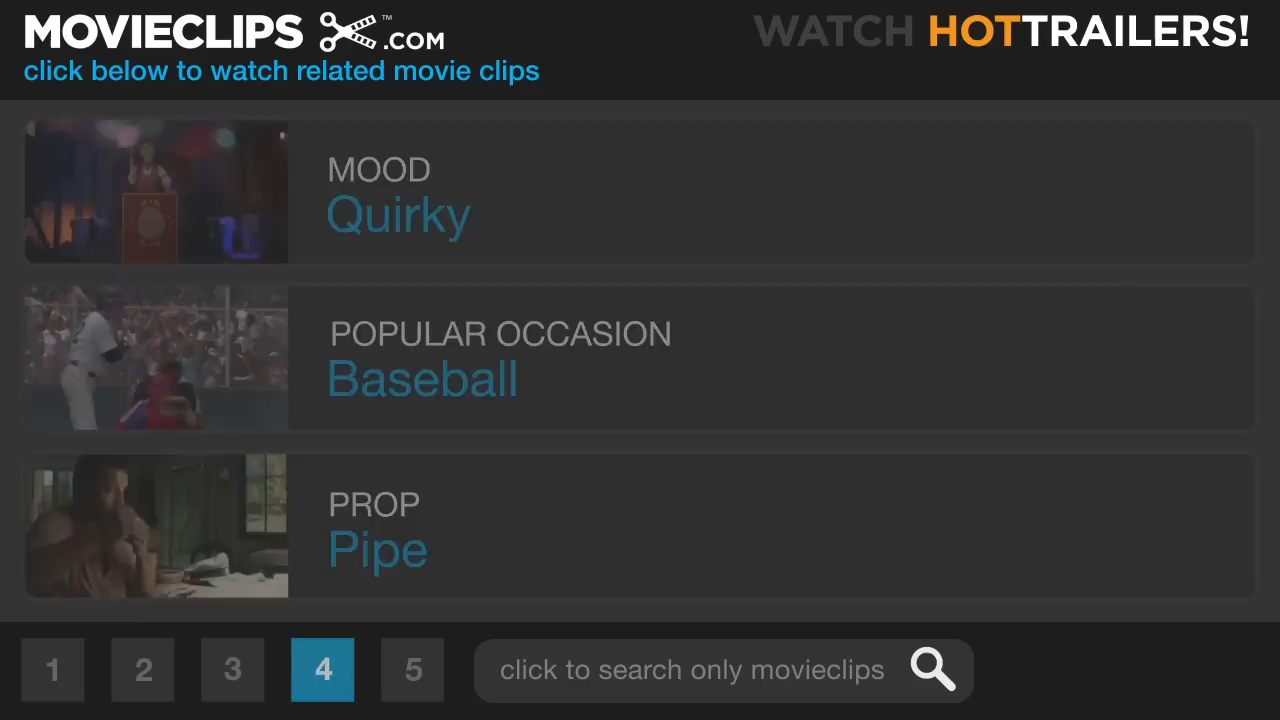 MOVIECLIPS™.COM
WATCH HOTTRAILERS!
click below to watch related movie clips
MOOD
Quirky
POPULAR OCCASION
Baseball
PROP
Pipe
1 2 3 4 5 click to search only movieclips